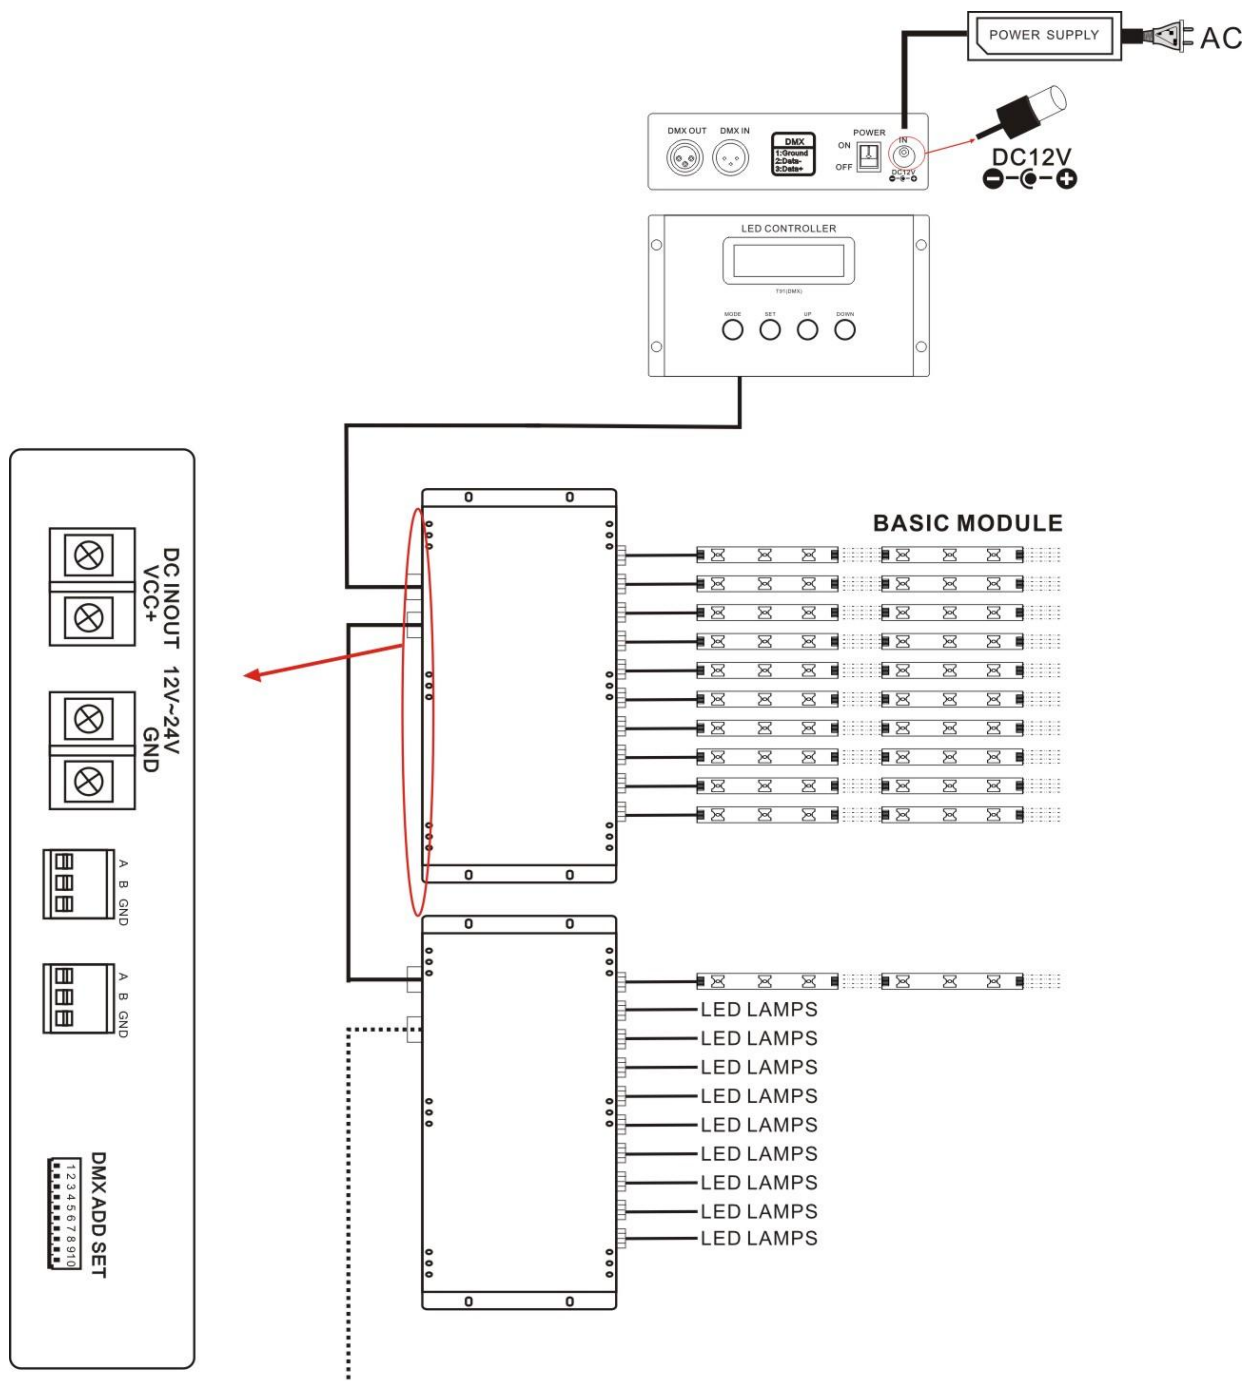 POWER SUPPLY
AC
DMX OUT
DMX IN
DMX
1:Ground
2:Data-
3:Data+
POWER
ON
OFF
IN
DC12V
DC12V
LED CONTROLLER
T01(DMX)
MODE
SET
UP
DOWN
BASIC MODULE
DC INOUT 12V~24V
VCC+
GND
A B GND
A B GND
DMX ADD SET
1 2 3 4 5 6 7 8 9 10
LED LAMPS
LED LAMPS
LED LAMPS
LED LAMPS
LED LAMPS
LED LAMPS
LED LAMPS
LED LAMPS
LED LAMPS